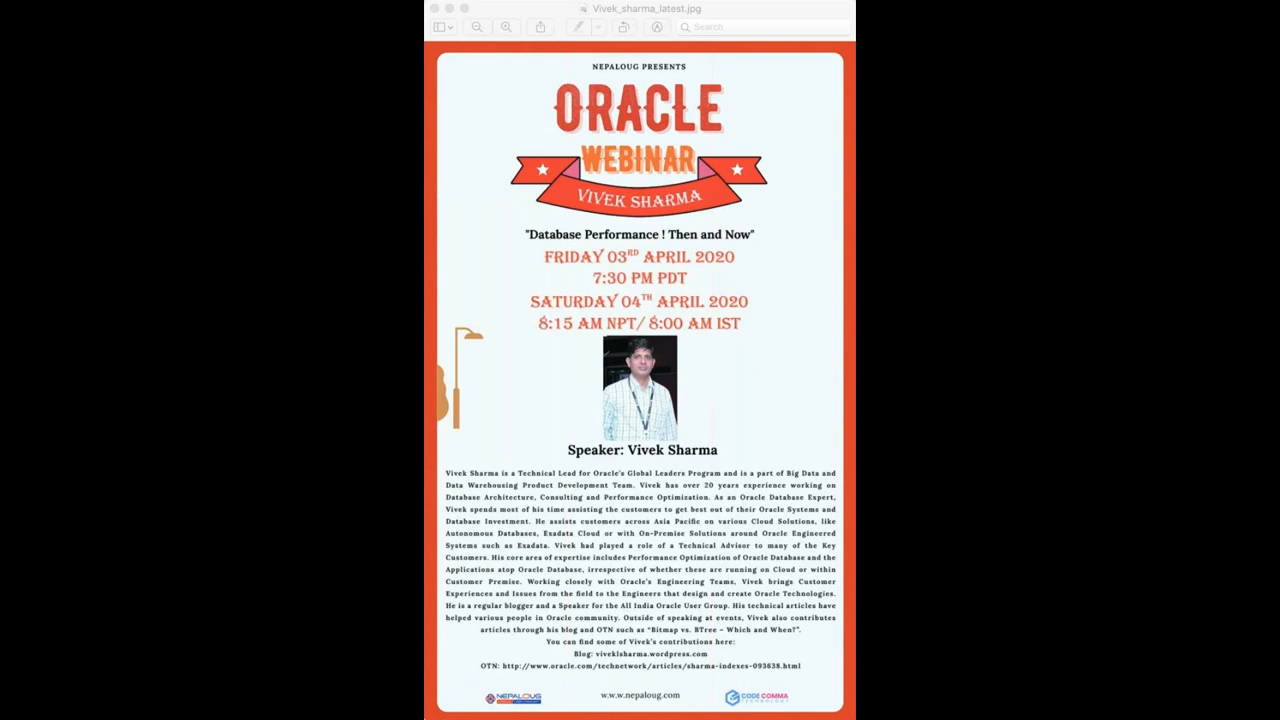 Vivek_sharma_latest.jpg
Search
NEPALOUG PRESENTS
ORACLE
WEBINAR
VIVEK SHARMA
"Database Performance ! Then and Now"
FRIDAY 03RD APRIL 2020
7:30 PM PDT
SATURDAY 04TH APRIL 2020
8:15 AM NPT/ 8:00 AM IST
Speaker: Vivek Sharma
Vivek Sharma is a Technical Lead for Oracle's Global Leaders Program and is a part of Big Data and
Data Warehousing Product Development Team. Vivek has over 20 years experience working on
Database Architecture, Consulting and Performance Optimization. As an Oracle Database Expert,
Vivek spends most of his time assisting the customers to get best out of their Oracle Systems and
Database Investment. He assists customers across Asia Pacific on various Cloud Solutions, like
Autonomous Databases, Exadata Cloud or with On-Premise Solutions around Oracle Engineered
Systems such as Exadata. Vivek had played a role of a Technical Advisor to many of the Key
Customers. His core area of expertise includes Performance Optimization of Oracle Database and the
Applications atop Oracle Database, irrespective of whether these are running on Cloud or within
Customer Premise. Working closely with Oracle's Engineering Teams, Vivek brings Customer
Experiences and Issues from the field to the Engineers that design and create Oracle Technologies.
He is a regular blogger and a Speaker for the All India Oracle User Group. His technical articles have
helped various people in Oracle community. Outside of speaking at events, Vivek also contributes
articles through his blog and OTN such as "Bitmap vs. BTree – Which and When?".
You can find some of Vivek's contributions here:
Blog: viveklsharma.wordpress.com
OTN: http://www.oracle.com/technetwork/articles/sharma-indexes-093638.html
NEPALOUG
www.nepaloug.com
CODE COMMA
TECHNOLOGY